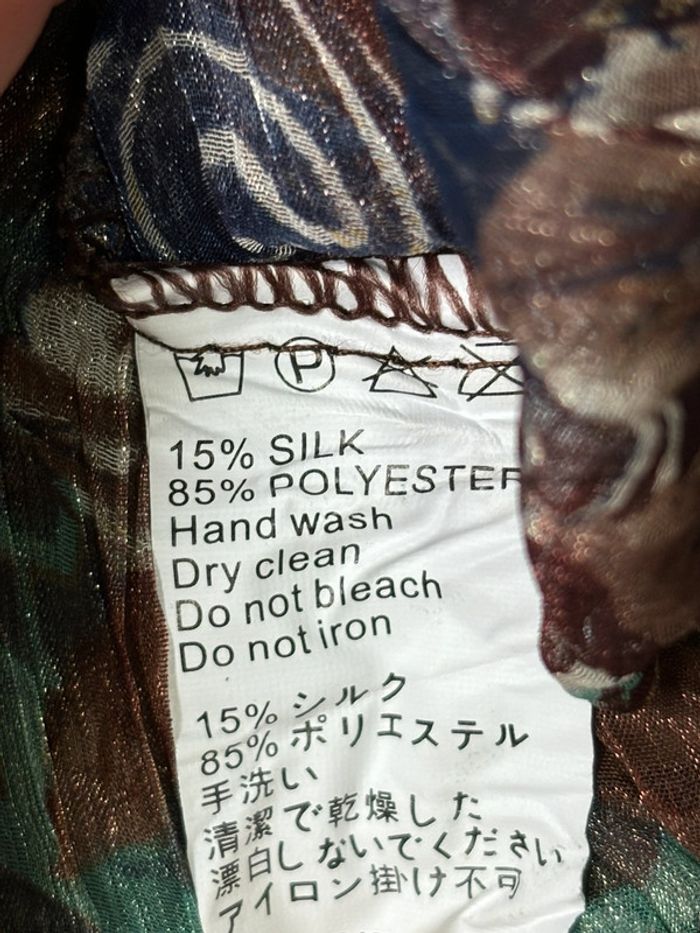 P
15% SILK
85% POLYESTER
Hand wash
Dry clean
Do not bleach
Do not iron
15% シルク
85% ポリエステル
手洗い
清潔で乾燥した
漂白しないでください
アイロン掛け不可